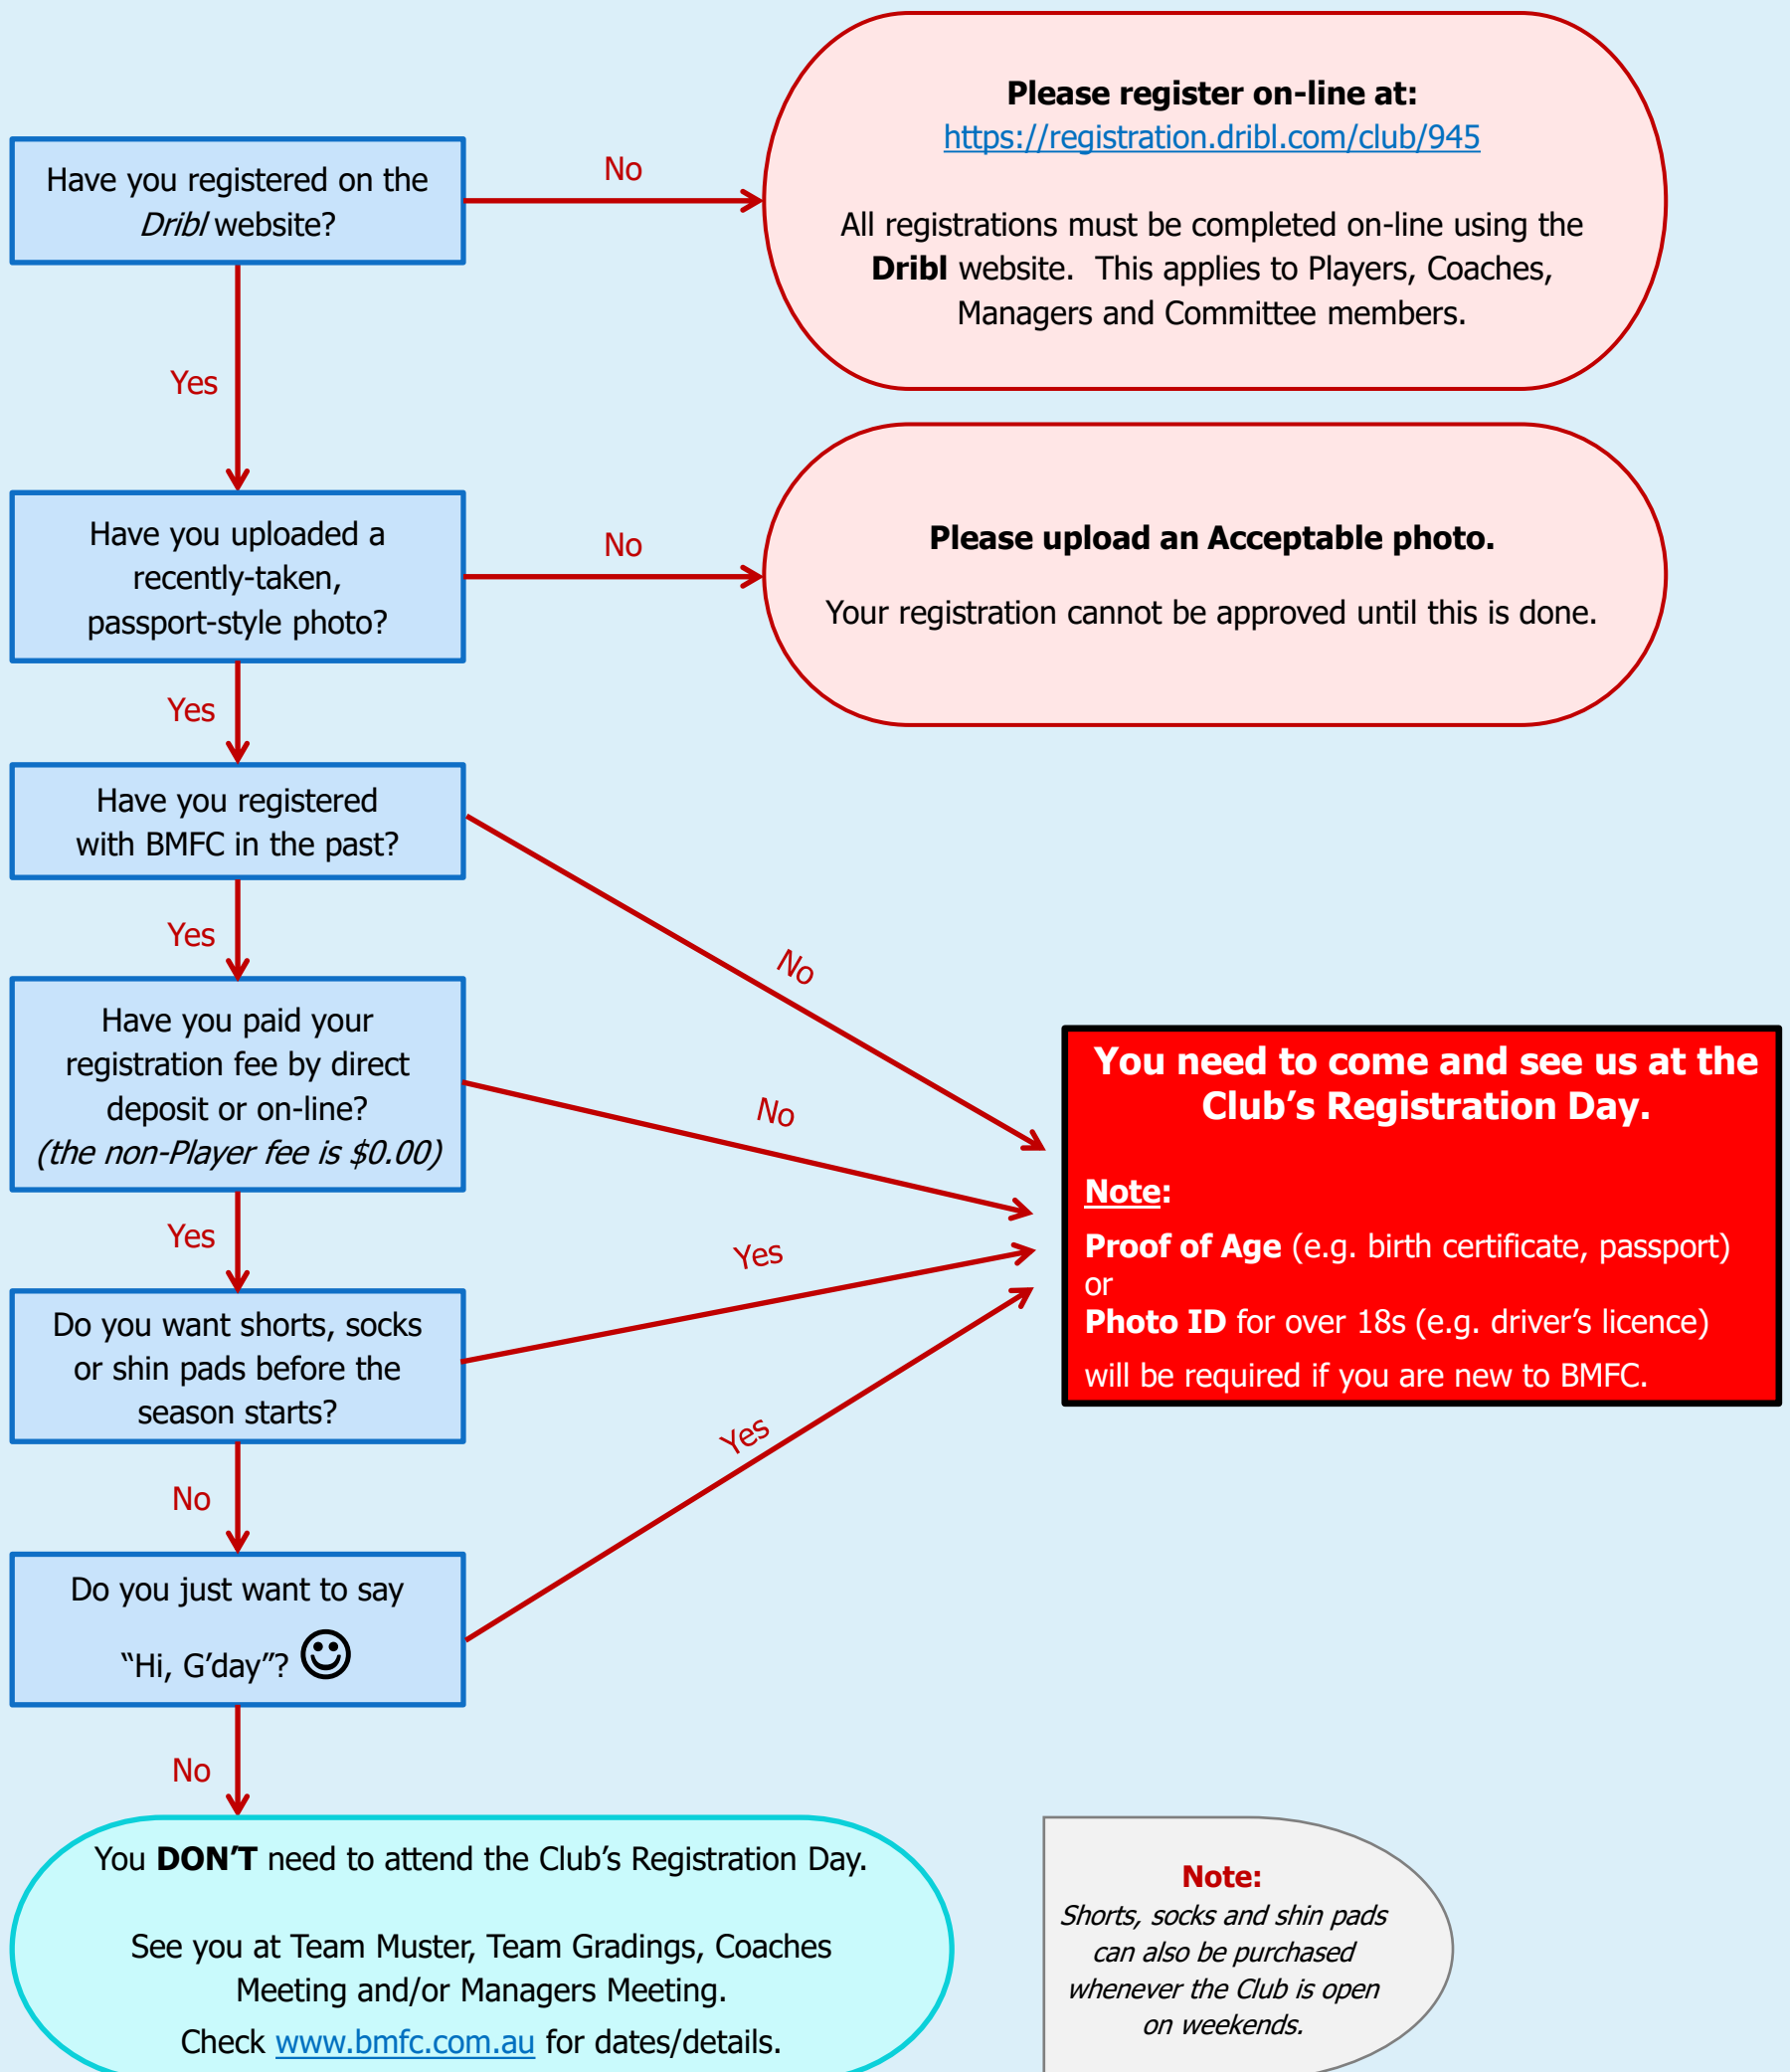 Please register on-line at:
https://registration.dribl.com/club/945
All registrations must be completed on-line using the
Dribl website.  This applies to Players, Coaches,
Managers and Committee members.
Have you registered on the
Dribl website?
No
Yes
Have you uploaded a
recently-taken,
passport-style photo?
No
Please upload an Acceptable photo.
Your registration cannot be approved until this is done.
Yes
Have you registered
with BMFC in the past?
No
Yes
Have you paid your
registration fee by direct
deposit or on-line?
(the non-Player fee is $0.00)
No
Yes
You need to come and see us at the
Club’s Registration Day.
Note:
Proof of Age (e.g. birth certificate, passport)
or
Photo ID for over 18s (e.g. driver’s licence)
will be required if you are new to BMFC.
Do you want shorts, socks
or shin pads before the
season starts?
Yes
No
Do you just want to say
“Hi, G’day”?
Yes
No
You DON’T need to attend the Club’s Registration Day.
See you at Team Muster, Team Gradings, Coaches
Meeting and/or Managers Meeting.
Check www.bmfc.com.au for dates/details.
Note:
Shorts, socks and shin pads
can also be purchased
whenever the Club is open
on weekends.